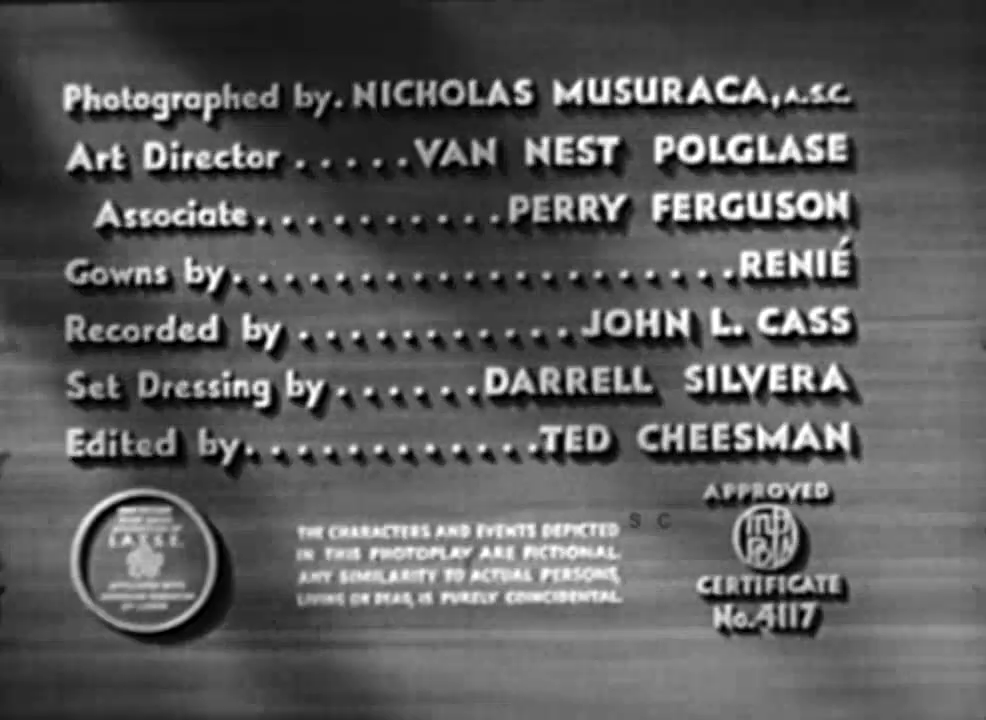 Photographed by. NICHOLAS MUSURACA, A.S.C.
Art Director.....VAN NEST POLGLASE
Associate..........PERRY FERGUSON
Gowns by...................RENIÉ
Recorded by...........JOHN L. CASS
Set Dressing by......DARRELL SILVERA
Edited by............TED CHEESMAN
APPROVED
S C
THE CHARACTERS AND EVENTS DEPICTED
IN THIS PHOTOPLAY ARE FICTIONAL.
ANY SIMILARITY TO ACTUAL PERSONS,
LIVING OR DEAD, IS PURELY COINCIDENTAL.
I.A.T.S.E.
CERTIFICATE
No. 4117